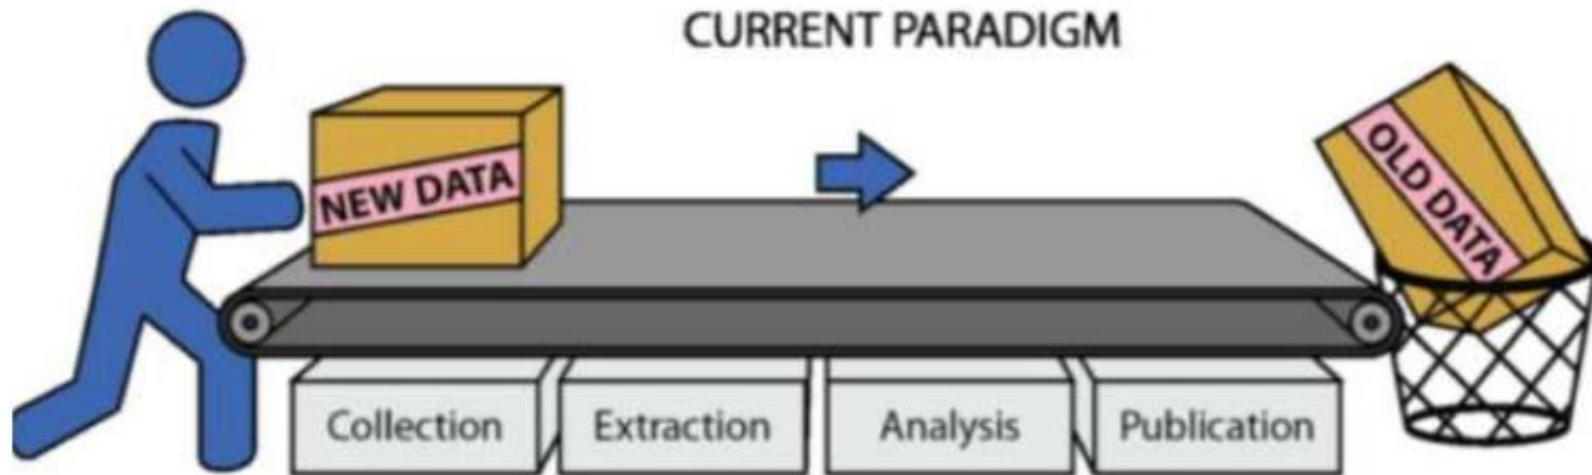 CURRENT PARADIGM
NEW DATA
OLD DATA
Collection
Extraction
Analysis
Publication